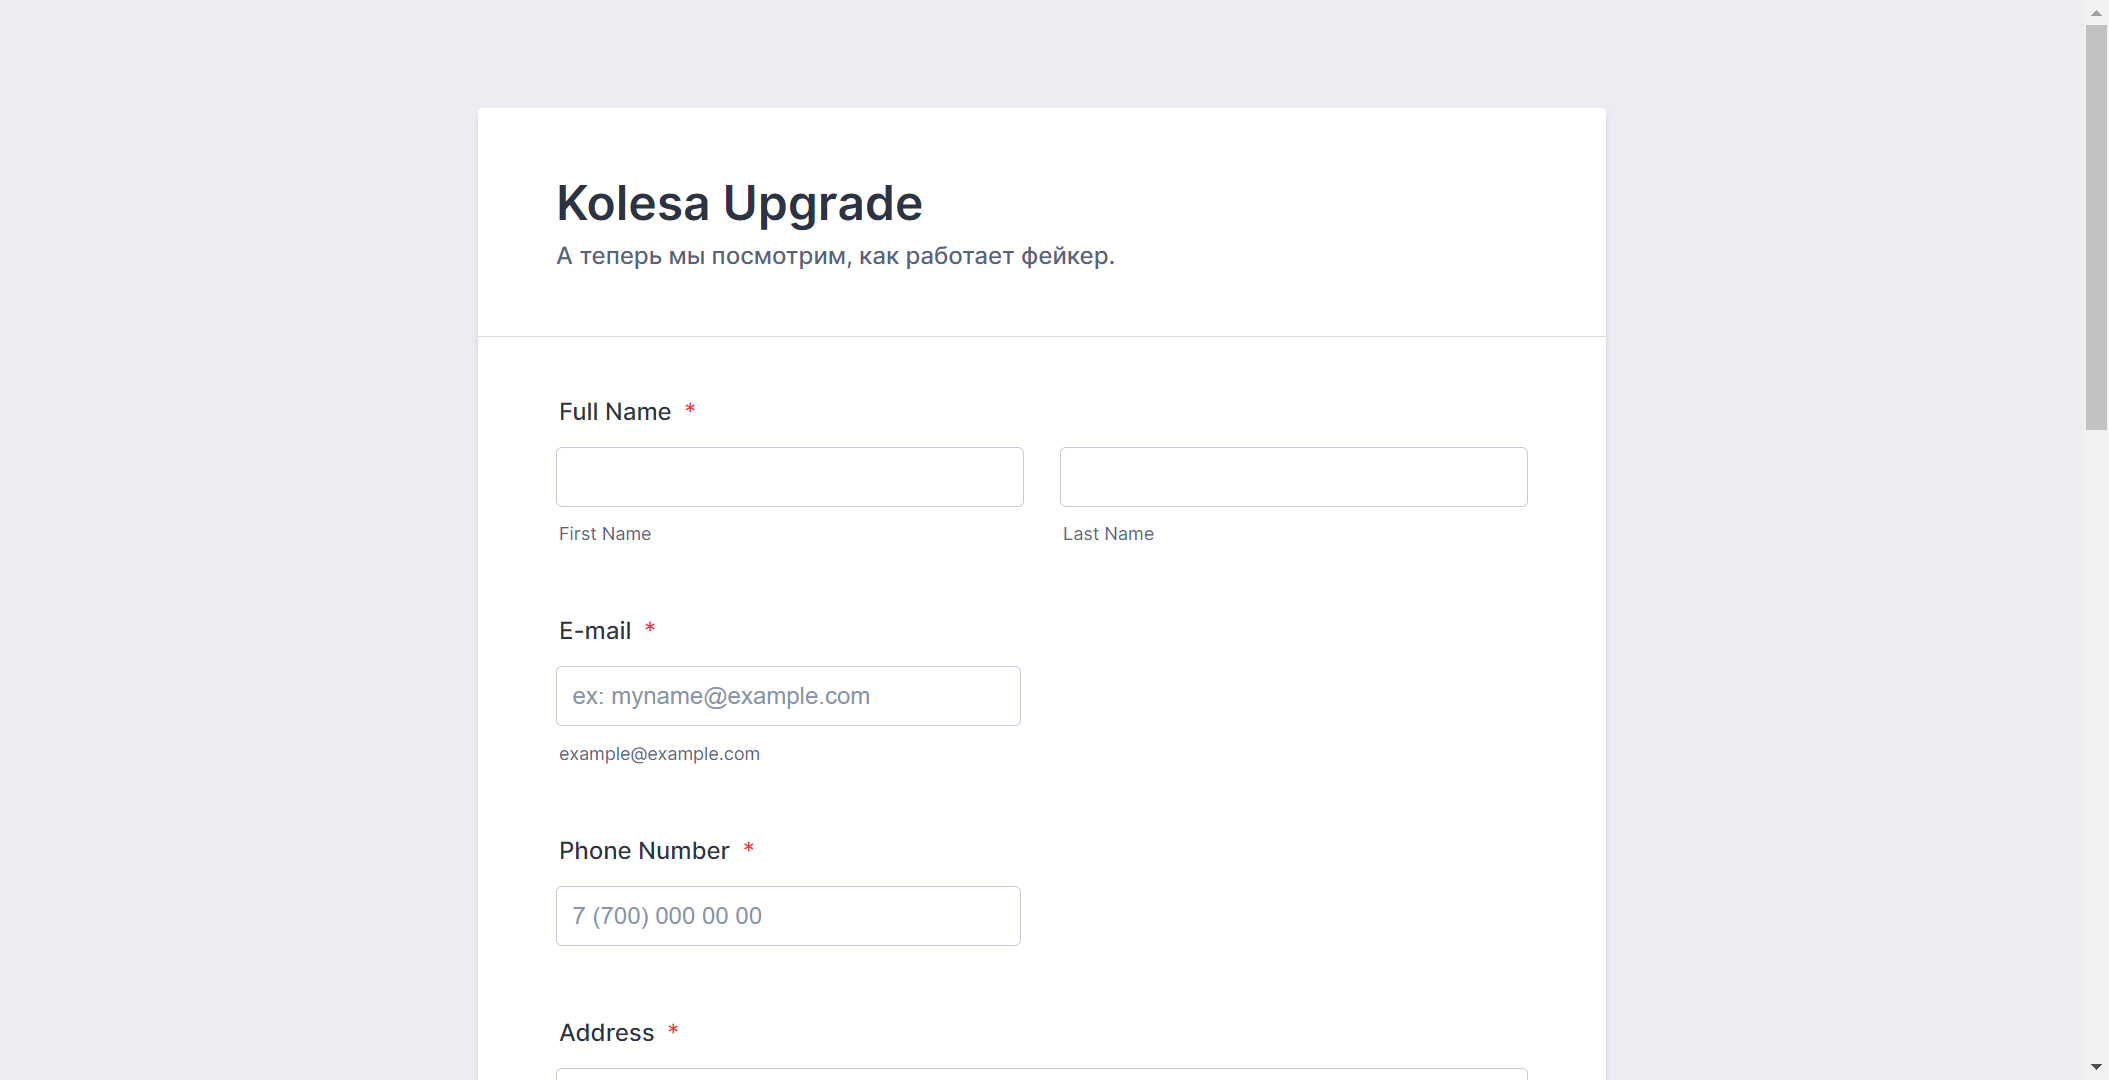 Kolesa Upgrade
А теперь мы посмотрим, как работает фейкер.
Full Name *
First Name
Last Name
E-mail *
ex: myname@example.com
example@example.com
Phone Number *
7 (700) 000 00 00
Address *